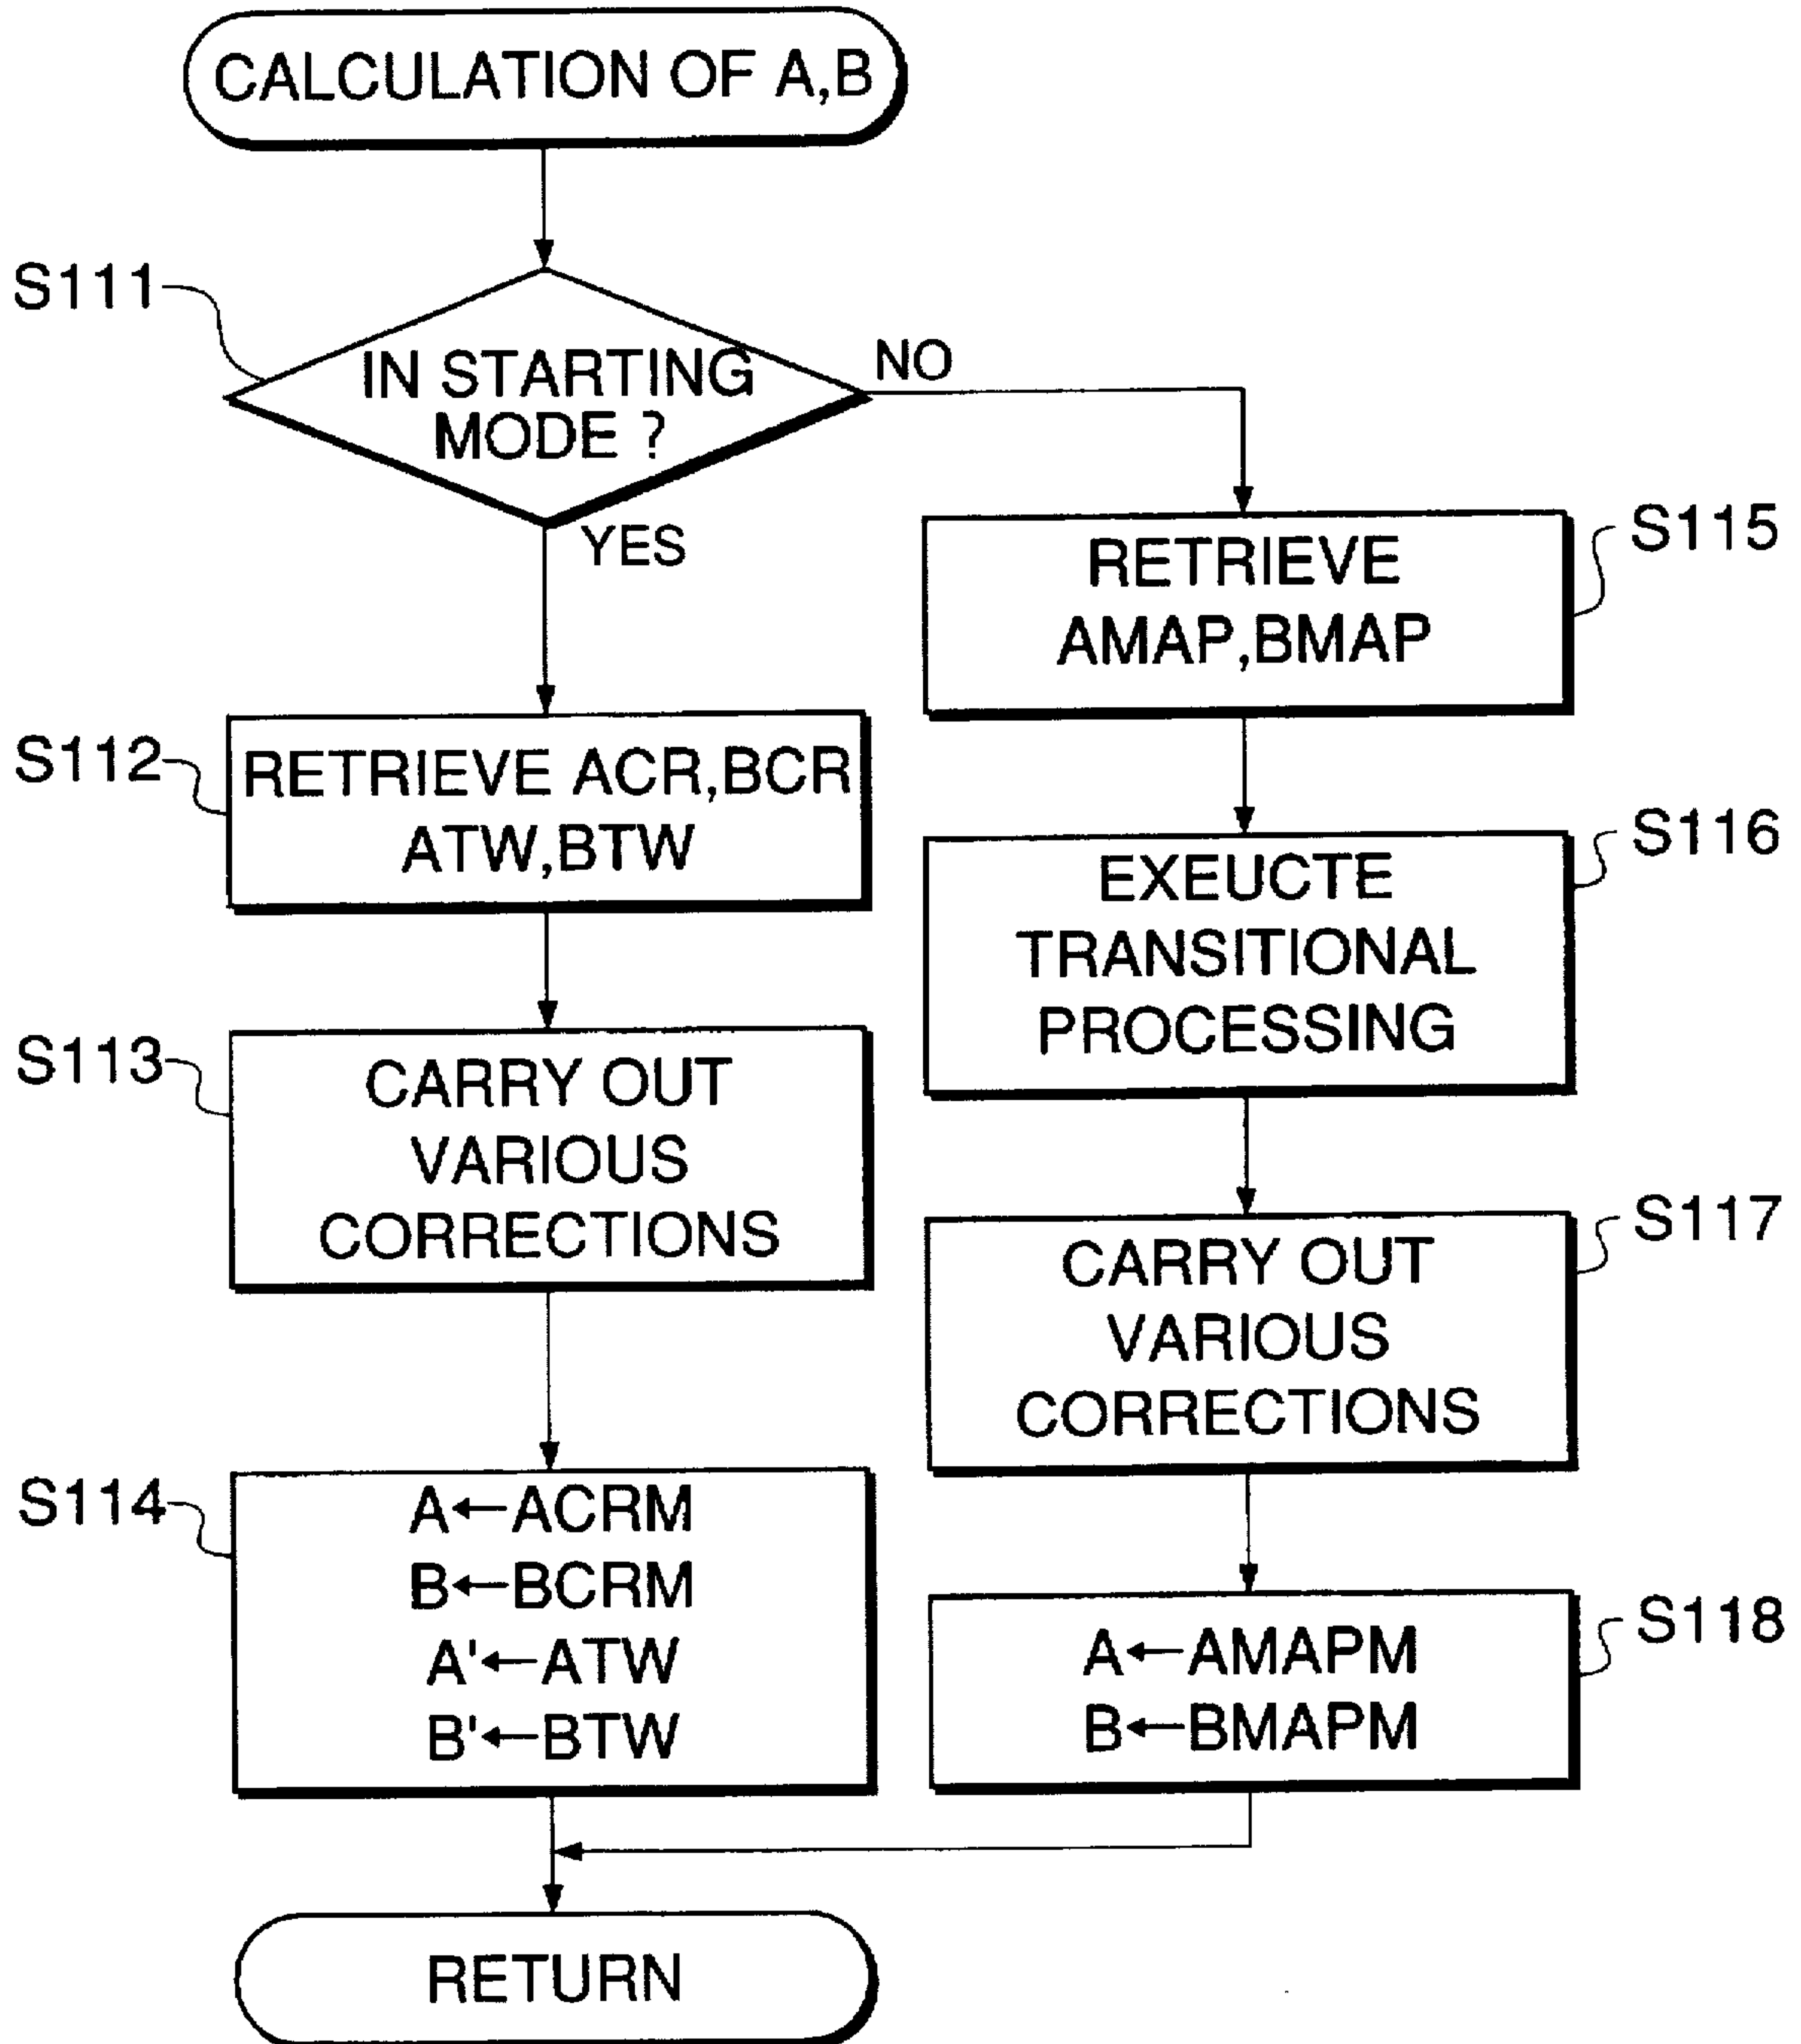 CALCULATION OF A,B
S111
IN STARTING
MODE ?
NO
YES
S112
RETRIEVE ACR,BCR
ATW,BTW
S113
CARRY OUT
VARIOUS
CORRECTIONS
S114
A←ACRM
B←BCRM
A'←ATW
B'←BTW
S115
RETRIEVE
AMAP,BMAP
S116
EXEUCTE
TRANSITIONAL
PROCESSING
S117
CARRY OUT
VARIOUS
CORRECTIONS
S118
A←AMAPM
B←BMAPM
RETURN